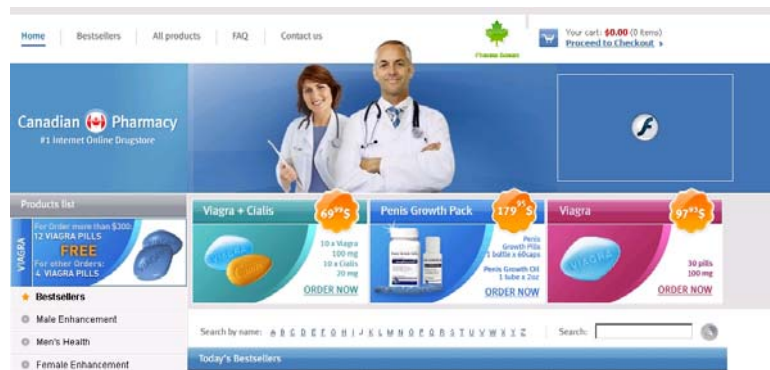 Home
Bestsellers
All products
FAQ
Contact us
Your cart: $0.00 (0 items)
Proceed to Checkout
Canadian Pharmacy
#1 Internet Online Drugstore
Products list
VIAGRA
For Order more than $300:
12 VIAGRA PILLS
FREE
For other Orders:
4 VIAGRA PILLS
Bestsellers
Male Enhancement
Men's Health
Female Enhancement
Viagra + Cialis
69.95$
10 x Viagra
100 mg
10 x Cialis
20 mg
ORDER NOW
Penis Growth Pack
179.95$
Penis
Growth Pills
1 bottle x 60caps
Penis Growth Oil
1 tube x 2oz
ORDER NOW
Viagra
VIAGRA
30 pills
100 mg
ORDER NOW
Search by name: A B C D E F G H I J K L M N O P Q R S T U V W X Y Z
Search:
Today's Bestsellers